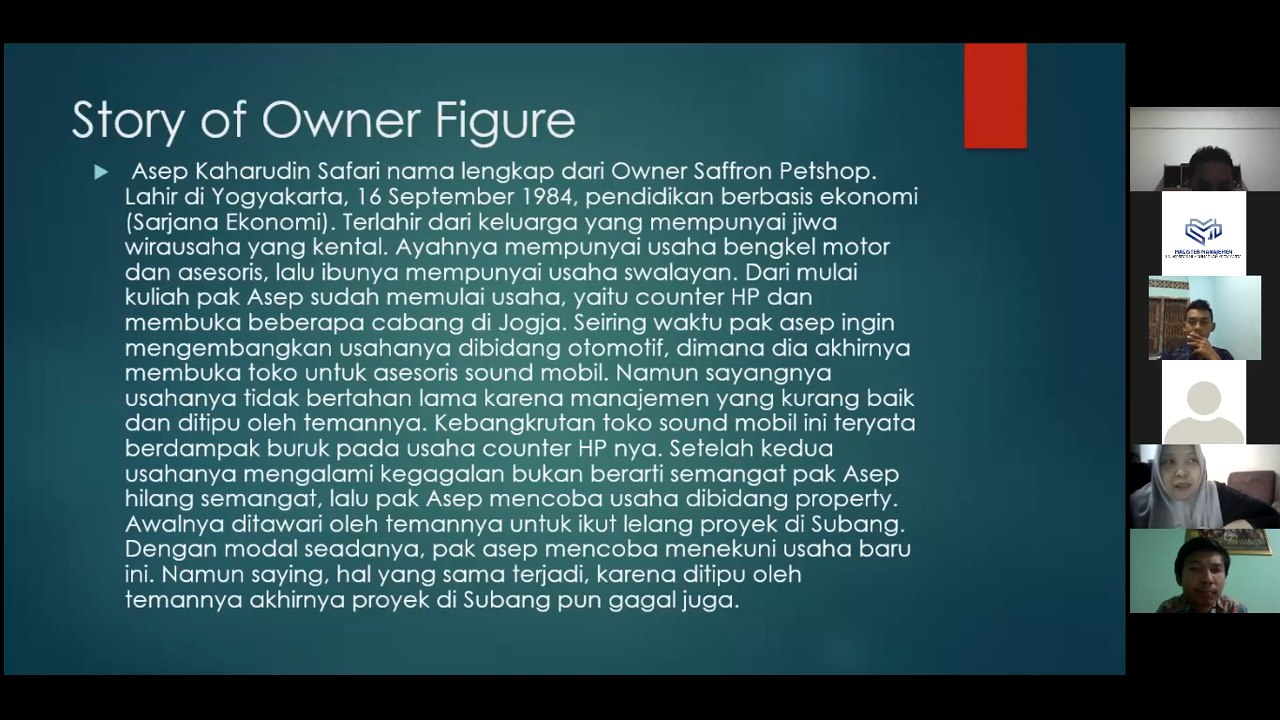 Story of Owner Figure
Asep Kaharudin Safari nama lengkap dari Owner Saffron Petshop.
Lahir di Yogyakarta, 16 September 1984, pendidikan berbasis ekonomi
(Sarjana Ekonomi). Terlahir dari keluarga yang mempunyai jiwa
wirausaha yang kental. Ayahnya mempunyai usaha bengkel motor
dan asesoris, lalu ibunya mempunyai usaha swalayan. Dari mulai
kuliah pak Asep sudah memulai usaha, yaitu counter HP dan
membuka beberapa cabang di Jogja. Seiring waktu pak asep ingin
mengembangkan usahanya dibidang otomotif, dimana dia akhirnya
membuka toko untuk asesoris sound mobil. Namun sayangnya
usahanya tidak bertahan lama karena manajemen yang kurang baik
dan ditipu oleh temannya. Kebangkrutan toko sound mobil ini teryata
berdampak buruk pada usaha counter HP nya. Setelah kedua
usahanya mengalami kegagalan bukan berarti semangat pak Asep
hilang semangat, lalu pak Asep mencoba usaha dibidang property.
Awalnya ditawari oleh temannya untuk ikut lelang proyek di Subang.
Dengan modal seadanya, pak asep mencoba menekuni usaha baru
ini. Namun saying, hal yang sama terjadi, karena ditipu oleh
temannya akhirnya proyek di Subang pun gagal juga.
MAGISTER MANAJEMEN